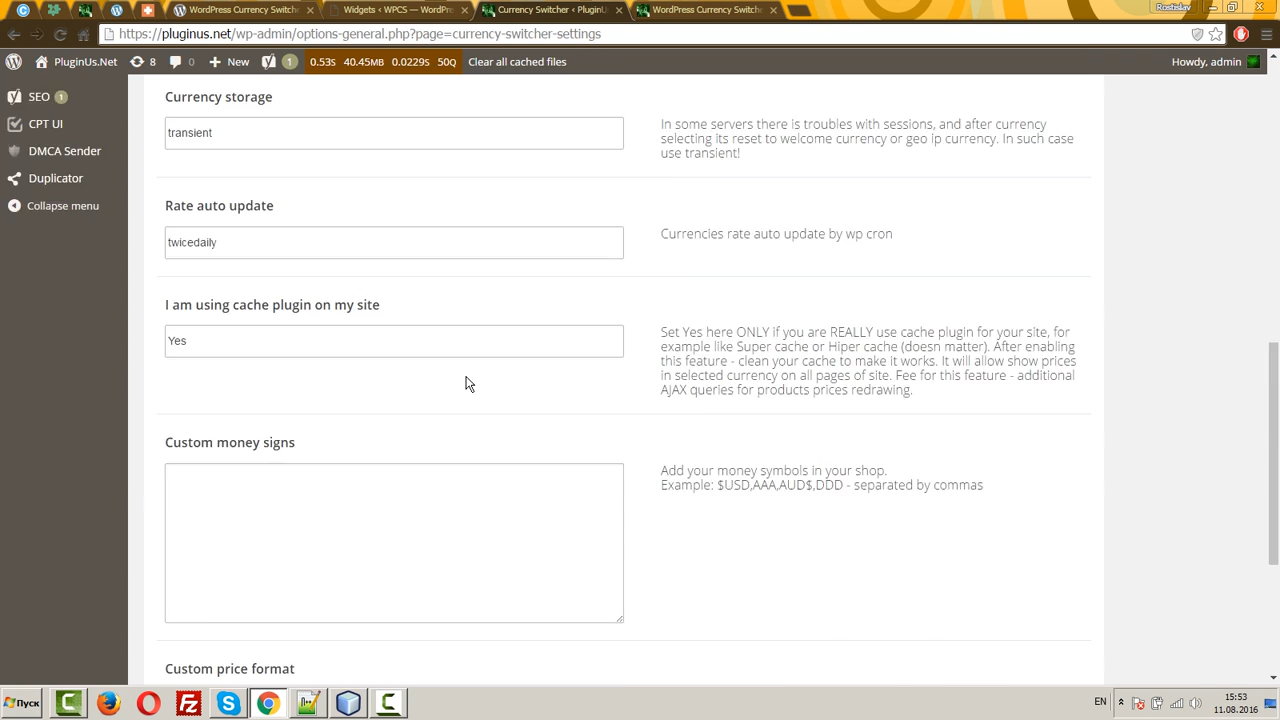 WordPress Currency Switche
Widgets ‹ WPCS — WordPre
Currency Switcher ‹ PluginU
WordPress Currency Switch
Rostislav
https://pluginus.net/wp-admin/options-general.php?page=currency-switcher-settings
PluginUs.Net
8
0
New
1
0.53S 40.45MB 0.0229S 50Q
Clear all cached files
Howdy, admin
SEO 1
CPT UI
DMCA Sender
Duplicator
Collapse menu
Currency storage
transient
In some servers there is troubles with sessions, and after currency
selecting its reset to welcome currency or geo ip currency. In such case
use transient!
Rate auto update
twicedaily
Currencies rate auto update by wp cron
I am using cache plugin on my site
Yes
Set Yes here ONLY if you are REALLY use cache plugin for your site, for
example like Super cache or Hiper cache (doesn matter). After enabling
this feature - clean your cache to make it works. It will allow show prices
in selected currency on all pages of site. Fee for this feature - additional
AJAX queries for products prices redrawing.
Custom money signs
Add your money symbols in your shop.
Example: $USD,AAA,AUD$,DDD - separated by commas
Custom price format
Пуск
EN
15:53
11.08.2016